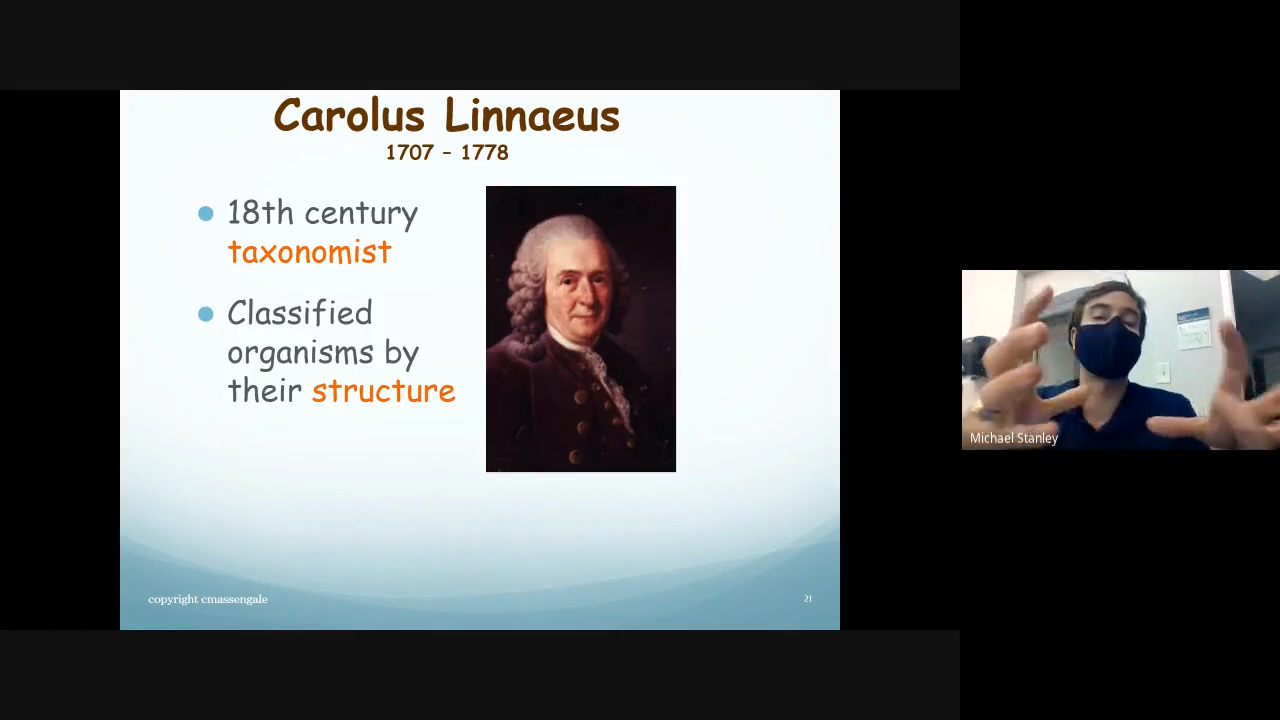 Carolus Linnaeus
1707 – 1778
18th century
taxonomist
Classified
organisms by
their structure
copyright cmassengale
21
Michael Stanley